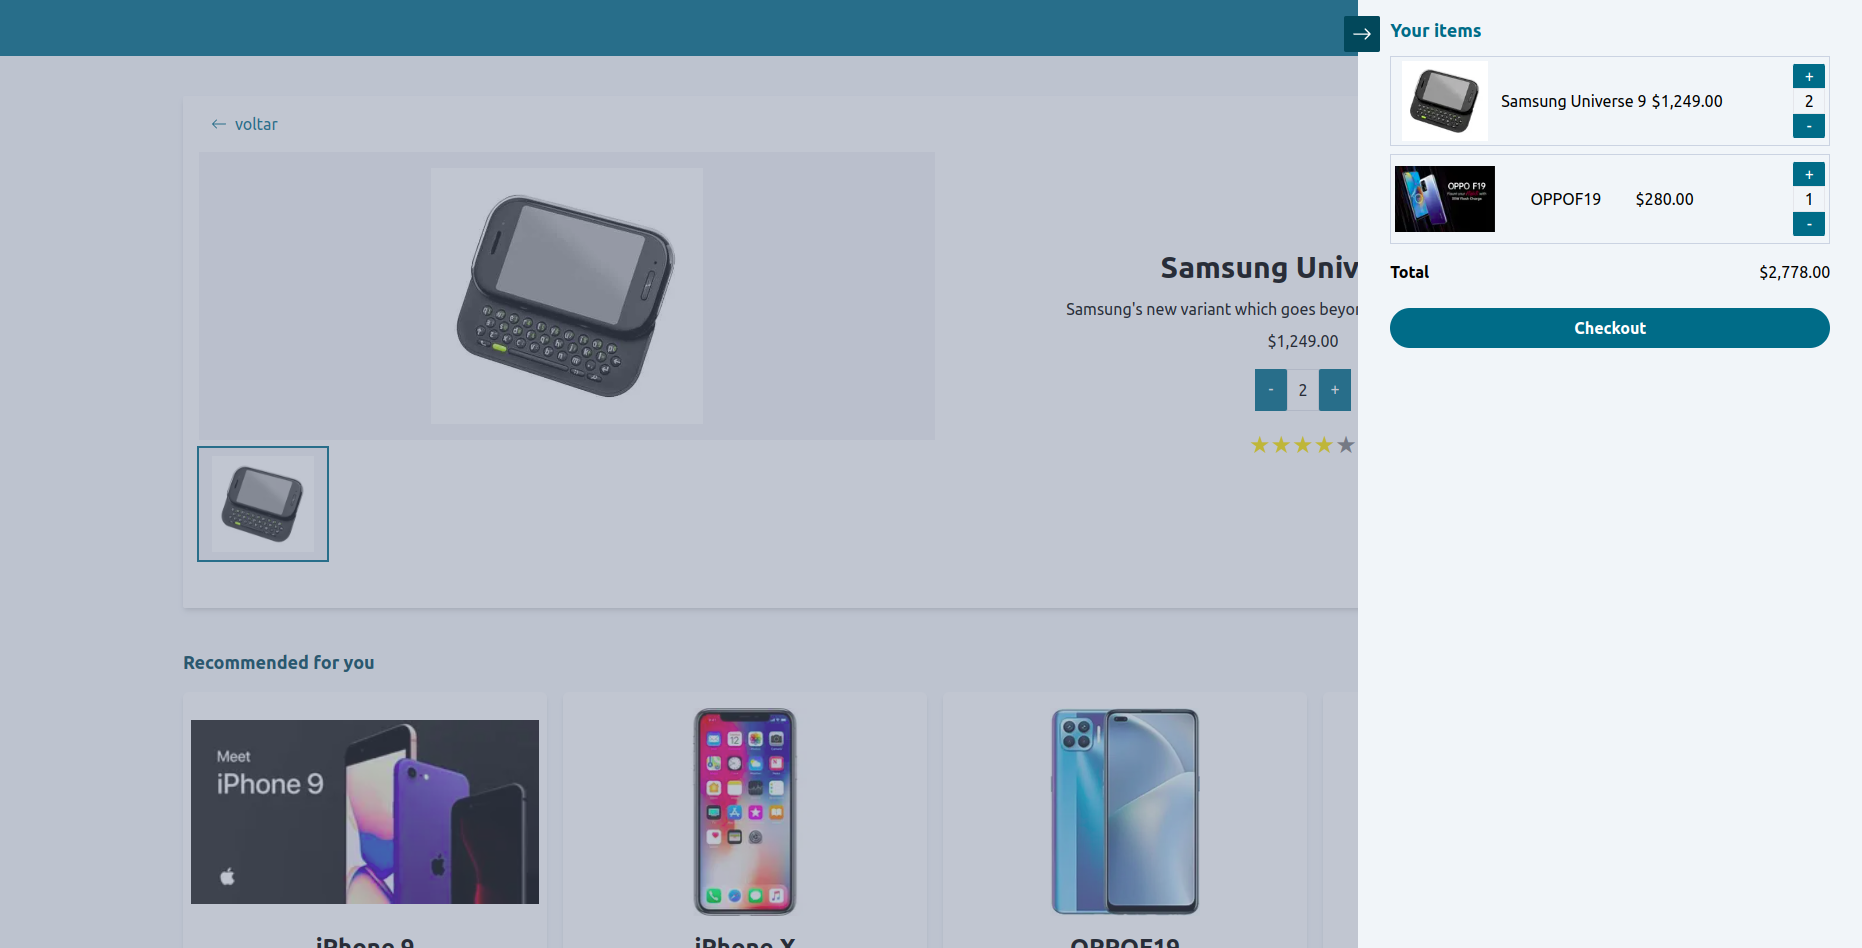 ← voltar
Samsung Univ
Samsung's new variant which goes beyor
$1,249.00
- 2 +
Recommended for you
Meet
iPhone 9
iPhone 9
iPhone X
OPPOF19
→ Your items
Samsung Universe 9 $1,249.00
+
2
-
OPPO F19
OPPOF19 $280.00
+
1
-
Total $2,778.00
Checkout